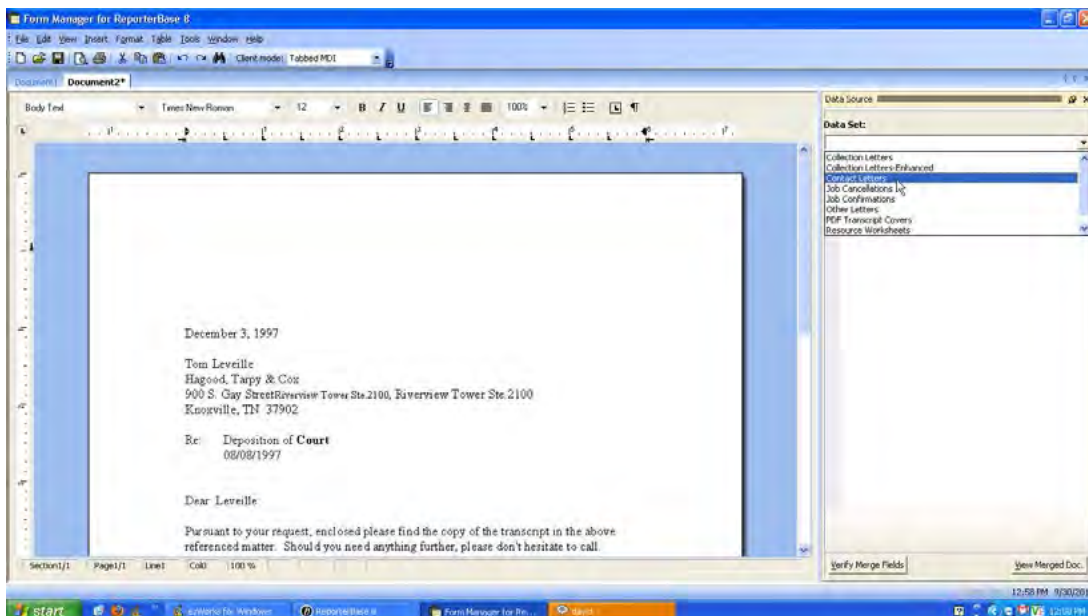 Form Manager for ReporterBase 8
File Edit View Insert Format Table Tools Window Help
Client mode: Tabbed MDI
Document1 Document2*
Body Text Times New Roman 12 B I U 100%
Data Source
Data Set:
Collection Letters
Collection Letters-Enhanced
Contact Letters
Job Cancellations
Job Confirmations
Other Letters
PDF Transcript Covers
Resource Worksheets
December 3, 1997
Tom Leveille
Hagood, Tarpy & Cox
900 S. Gay StreetRiverview Tower Ste.2100, Riverview Tower Ste.2100
Knoxville, TN 37902
Re: Deposition of Court
08/08/1997
Dear Leveille
Pursuant to your request, enclosed please find the copy of the transcript in the above
referenced matter. Should you need anything further, please don't hesitate to call.
Section1/1 Page1/1 Line1 Col0 100 %
Verify Merge Fields View Merged Doc.
12:58 PM
start for Windows ReporterBase 8 Form Manager for Re... david
12:58 PM